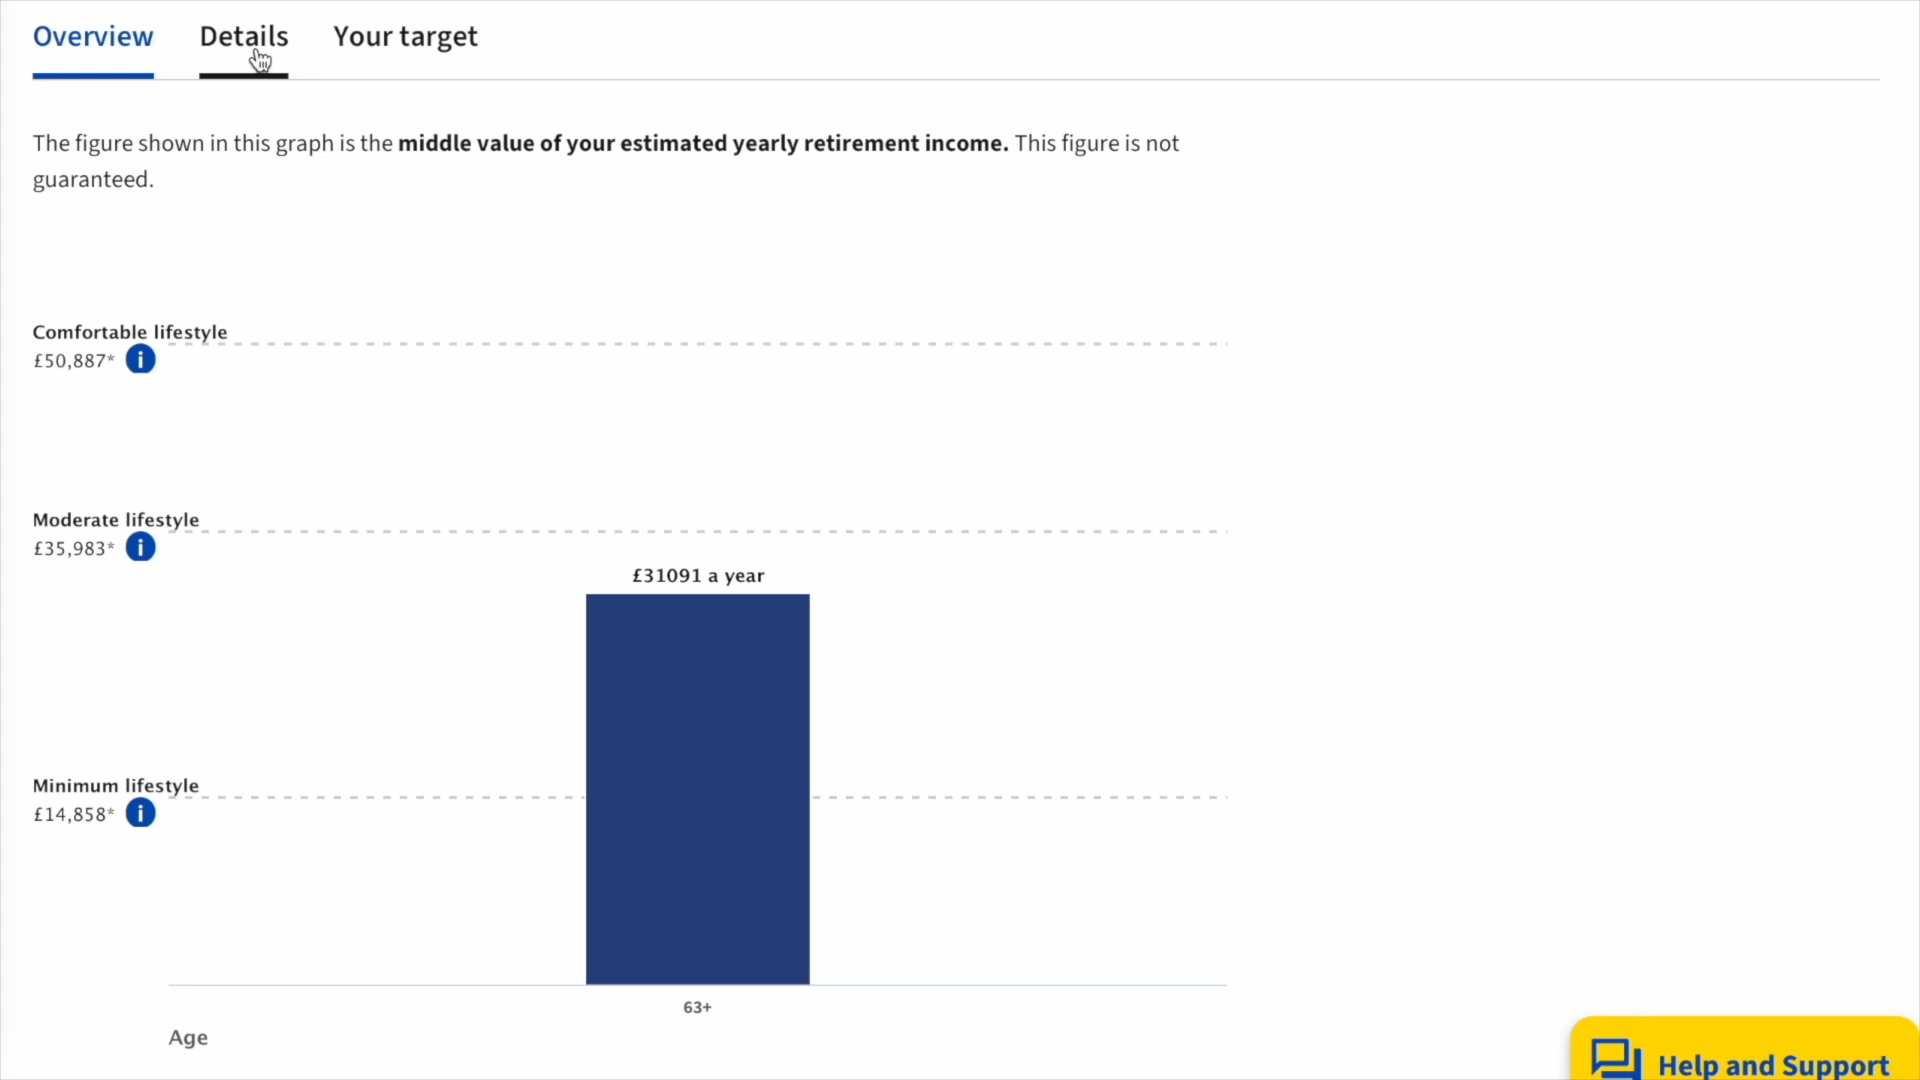 Overview Details Your target
The figure shown in this graph is the middle value of your estimated yearly retirement income. This figure is not
guaranteed.
Comfortable lifestyle
£50,887* i
Moderate lifestyle
£35,983* i
£31091 a year
Minimum lifestyle
£14,858* i
63+
Age
Help and Support